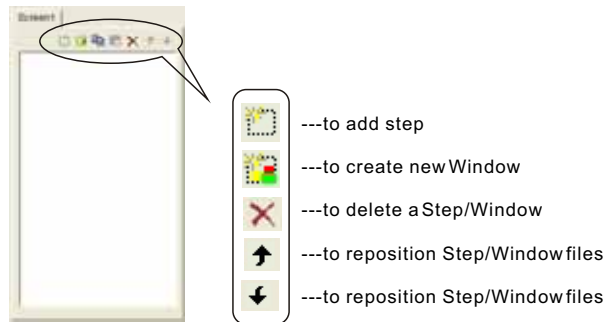 Screen1
---to add step
---to create new Window
---to delete a Step/Window
---to reposition Step/Window files
---to reposition Step/Window files